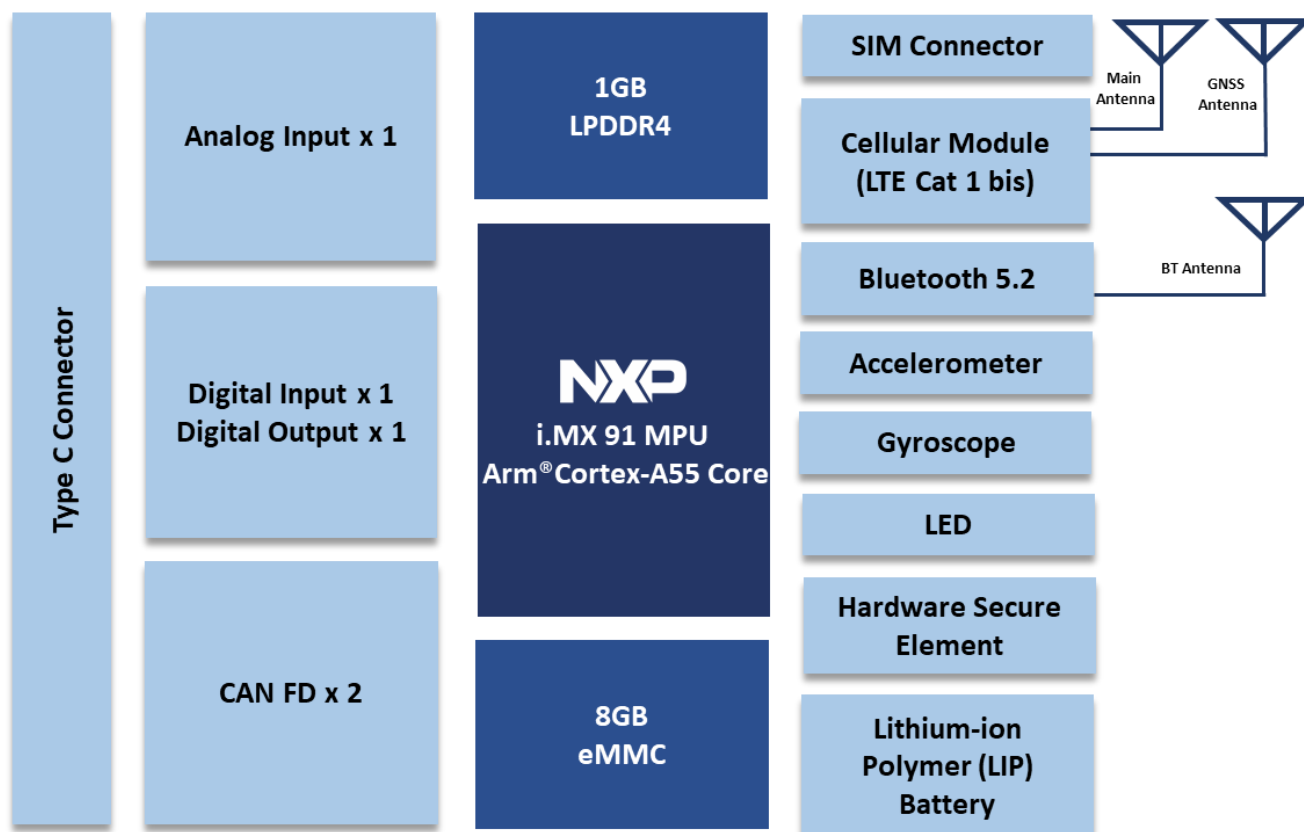 Type C Connector
Analog Input x 1
Digital Input x 1
Digital Output x 1
CAN FD x 2
1GB
LPDDR4
NXP
i.MX 91 MPU
Arm®Cortex-A55 Core
8GB
eMMC
SIM Connector
Cellular Module
(LTE Cat 1 bis)
Bluetooth 5.2
Accelerometer
Gyroscope
LED
Hardware Secure
Element
Lithium-ion
Polymer (LIP)
Battery
Main
Antenna
GNSS
Antenna
BT Antenna